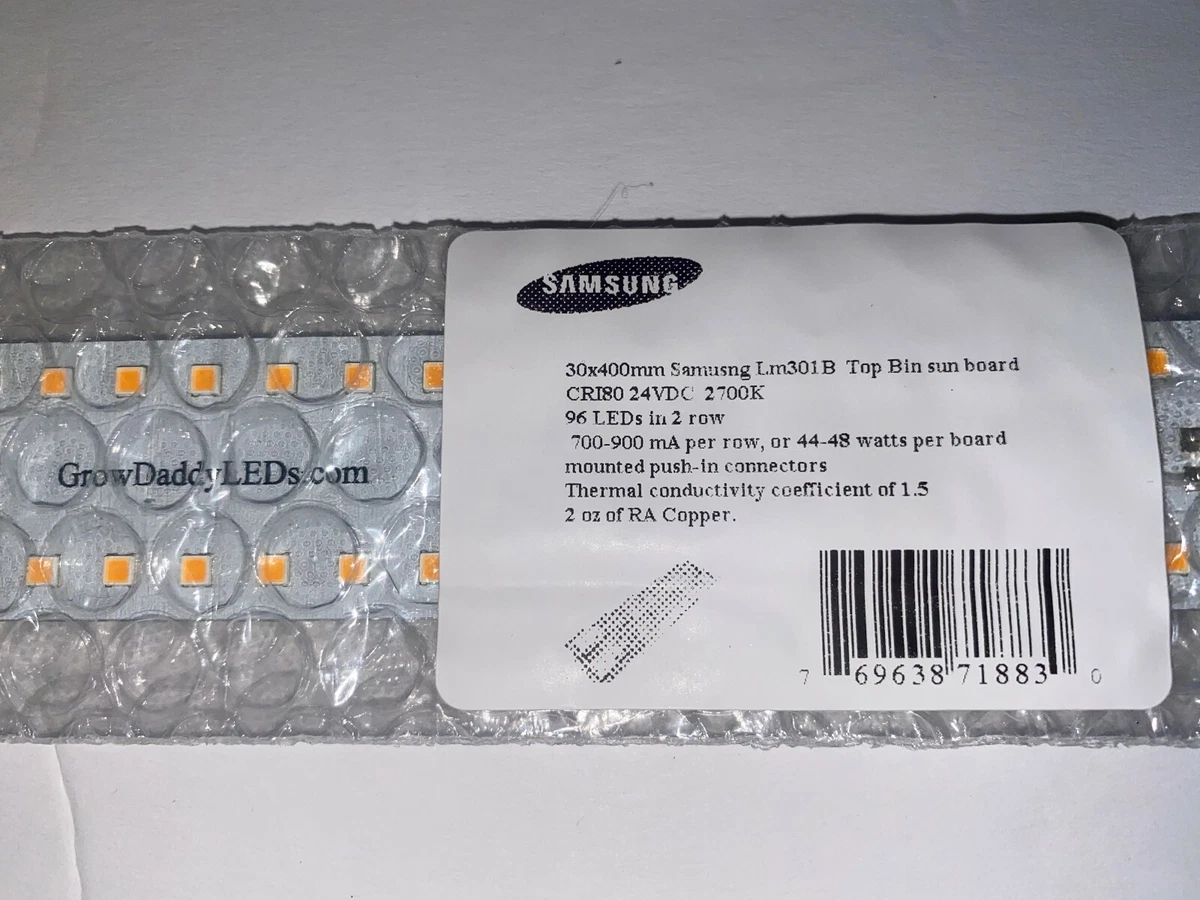 SAMSUNG
30x400mm Samusng Lm301B Top Bin sun board
CRI80 24VDC 2700K
96 LEDs in 2 row
700-900 mA per row, or 44-48 watts per board
mounted push-in connectors
Thermal conductivity coefficient of 1.5
2 oz of RA Copper.
7 69638 71883 0
GrowDaddyLEDs.com